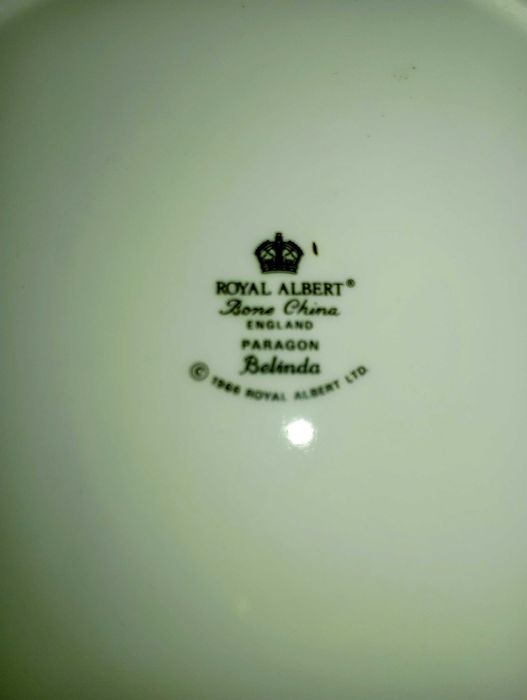 ROYAL ALBERT®
Bone China
ENGLAND
PARAGON
Belinda
© 1966 ROYAL ALBERT LTD.